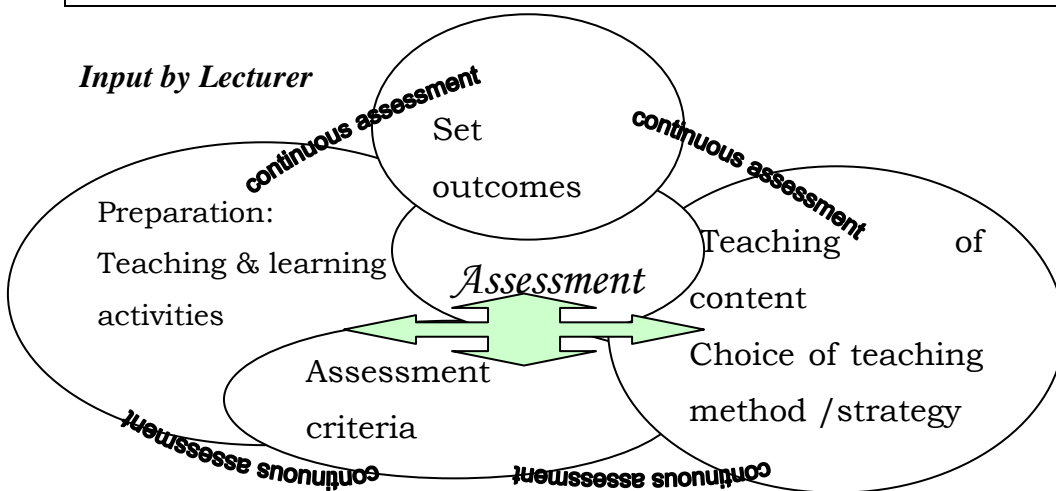 Input by Lecturer
continuous assessment
continuous assessment
Set
outcomes
Preparation:
Teaching & learning
activities
Assessment
Teaching of
content
Choice of teaching
method /strategy
Assessment
criteria
continuous assessment
continuous assessment